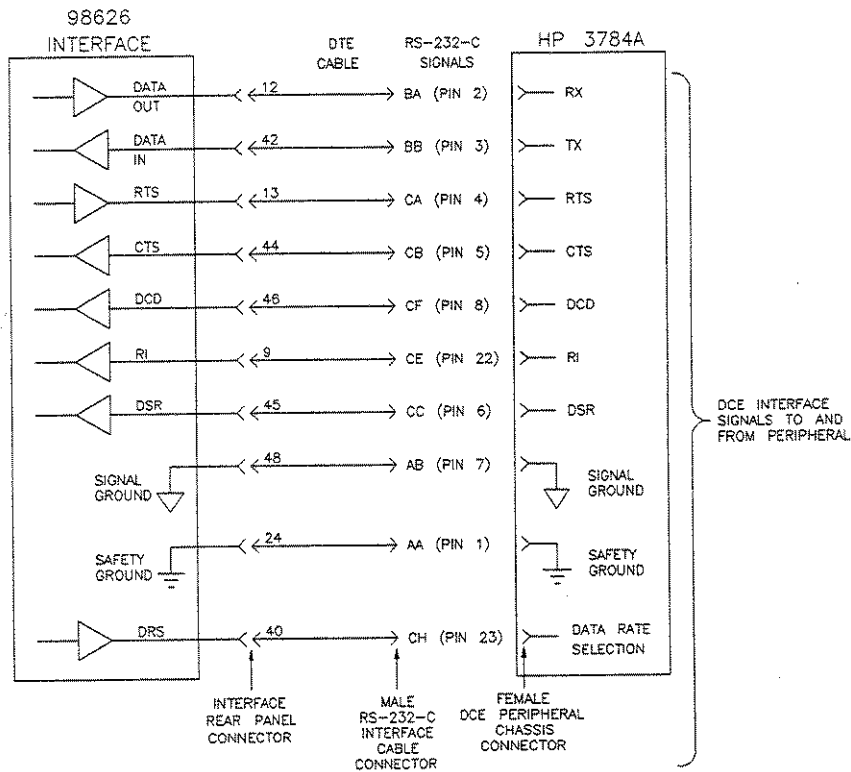 98626
INTERFACE
DTE
CABLE
RS-232-C
SIGNALS
HP 3784A
DATA
OUT
12
BA (PIN 2)
RX
DATA
IN
42
BB (PIN 3)
TX
RTS
13
CA (PIN 4)
RTS
CTS
44
CB (PIN 5)
CTS
DCD
46
CF (PIN 8)
DCD
RI
9
CE (PIN 22)
RI
DSR
45
CC (PIN 6)
DSR
DCE INTERFACE
SIGNALS TO AND
FROM PERIPHERAL
SIGNAL
GROUND
48
AB (PIN 7)
SIGNAL
GROUND
SAFETY
GROUND
24
AA (PIN 1)
SAFETY
GROUND
DRS
40
CH (PIN 23)
DATA RATE
SELECTION
INTERFACE
REAR PANEL
CONNECTOR
MALE
RS-232-C
INTERFACE
CABLE
CONNECTOR
FEMALE
DCE PERIPHERAL
CHASSIS
CONNECTOR